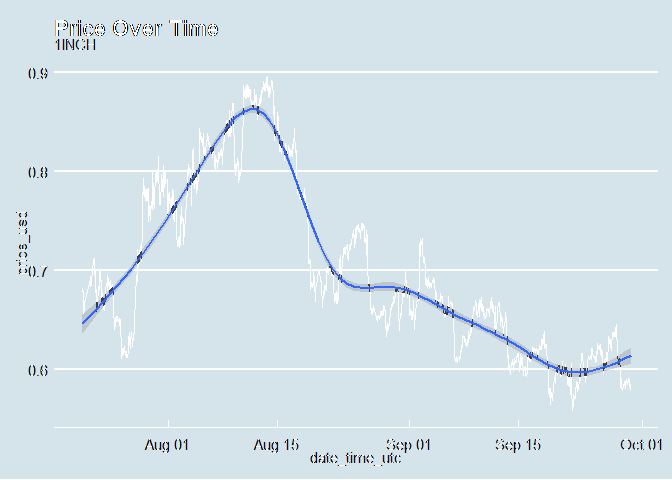 Price Over Time
1INCH
0.9
0.8
price_usd
0.7
0.6
Aug 01
Aug 15
Sep 01
Sep 15
Oct 01
date_time_utc